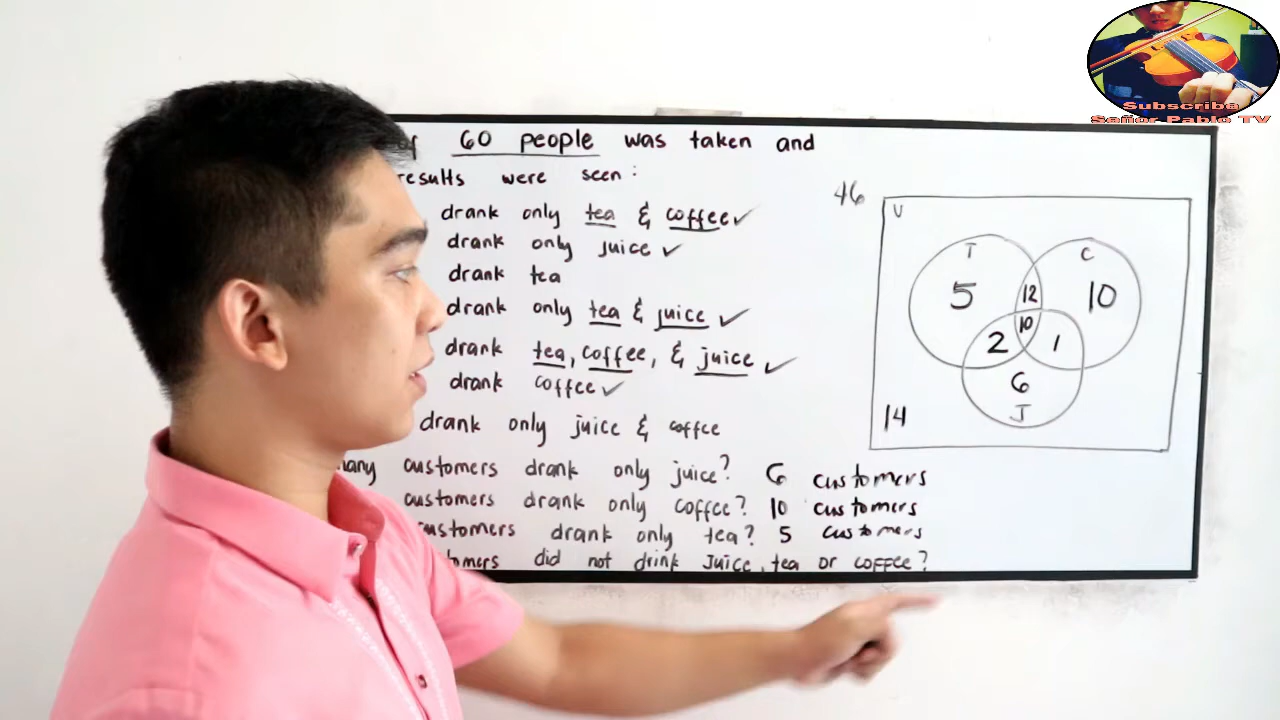 60 people was taken and
results were seen:
drank only tea & coffee ✓
drank only juice ✓
drank tea
drank only tea & juice ✓
drank tea, coffee, & juice ✓
drank coffee ✓
drank only juice & coffee
many customers drank only juice? 6 customers
customers drank only coffee? 10 customers
customers drank only tea? 5 customers
did not drink juice, tea or coffee?
46
U
T
C
5
12
10
10
2
1
6
J
14
Subscribe
Señor Pablo TV